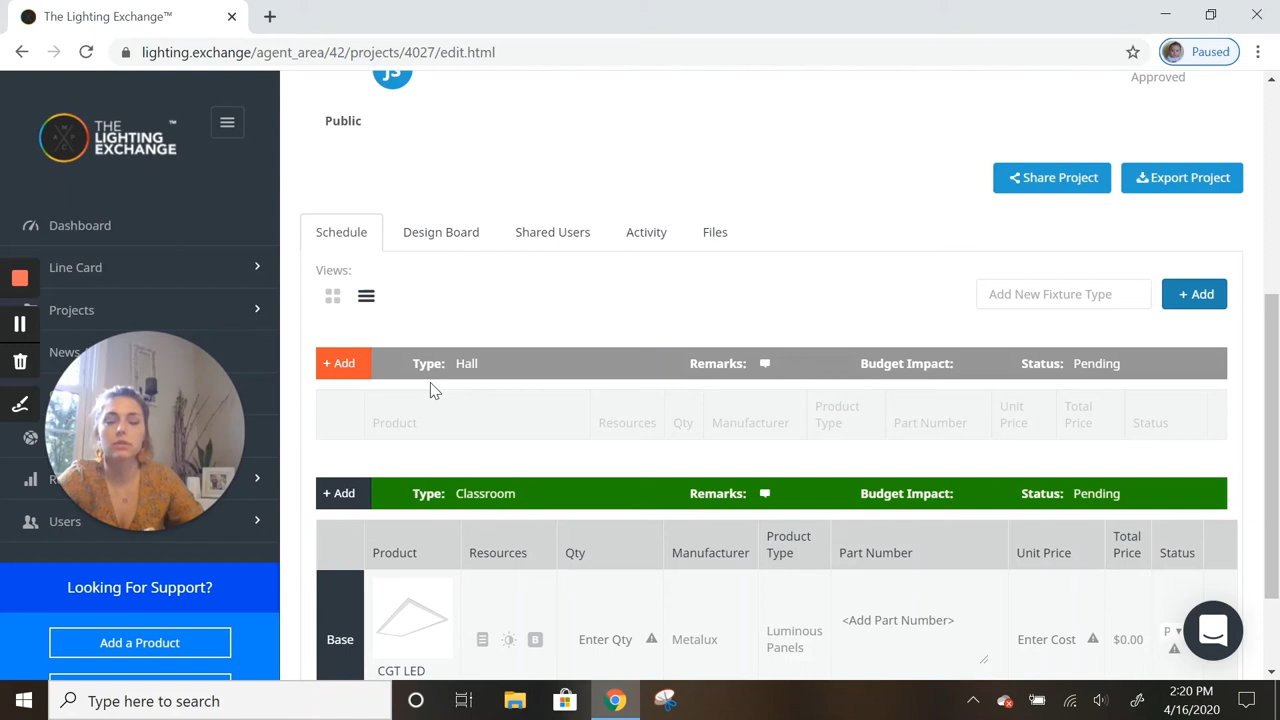 The Lighting Exchange™
lighting.exchange/agent_area/42/projects/4027/edit.html
Paused
THE LIGHTING EXCHANGE ™
JS
Approved
Public
Share Project
Export Project
Dashboard
Line Card
Projects
News
Users
Looking For Support?
Add a Product
Schedule
Design Board
Shared Users
Activity
Files
Views:
Add New Fixture Type
+ Add
+ Add Type: Hall Remarks: Budget Impact: Status: Pending
Product Resources Qty Manufacturer Product Type Part Number Unit Price Total Price Status
+ Add Type: Classroom Remarks: Budget Impact: Status: Pending
Product Resources Qty Manufacturer Product Type Part Number Unit Price Total Price Status
Base B Enter Qty Metalux Luminous Panels <Add Part Number> Enter Cost $0.00 P
CGT LED
Type here to search
2:20 PM
4/16/2020